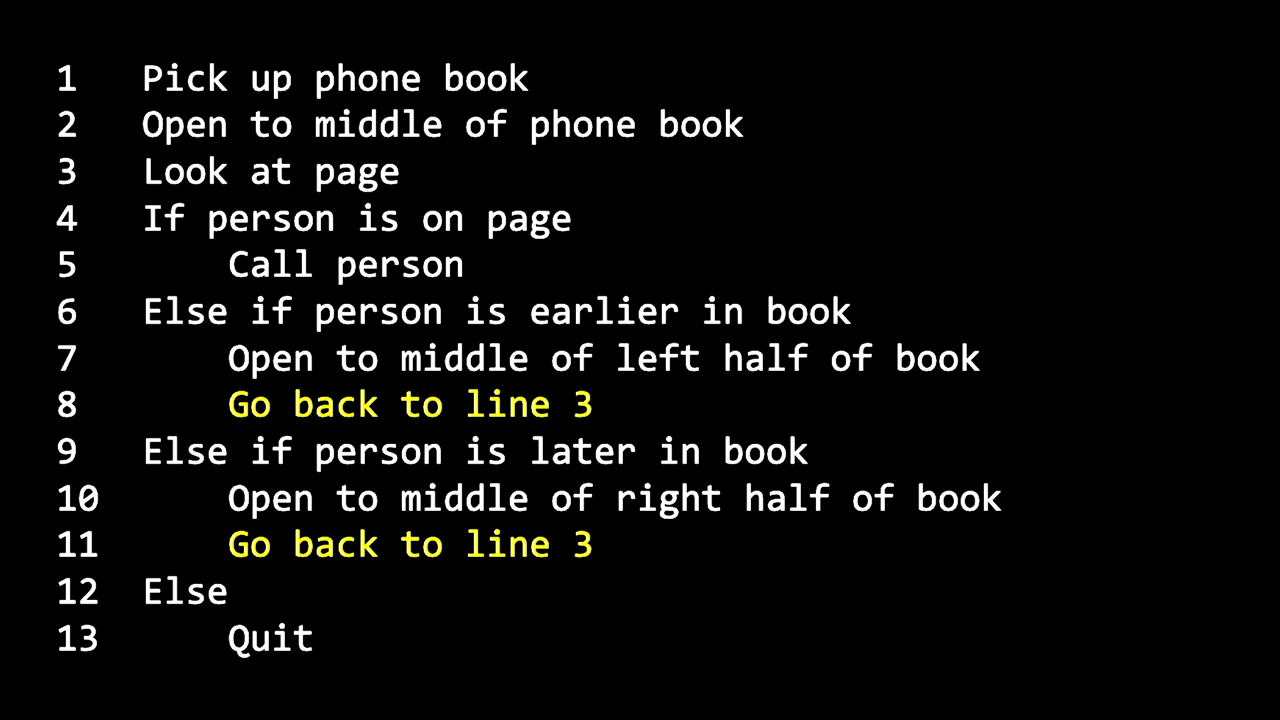 1 Pick up phone book
2 Open to middle of phone book
3 Look at page
4 If person is on page
5 Call person
6 Else if person is earlier in book
7 Open to middle of left half of book
8 Go back to line 3
9 Else if person is later in book
10 Open to middle of right half of book
11 Go back to line 3
12 Else
13 Quit